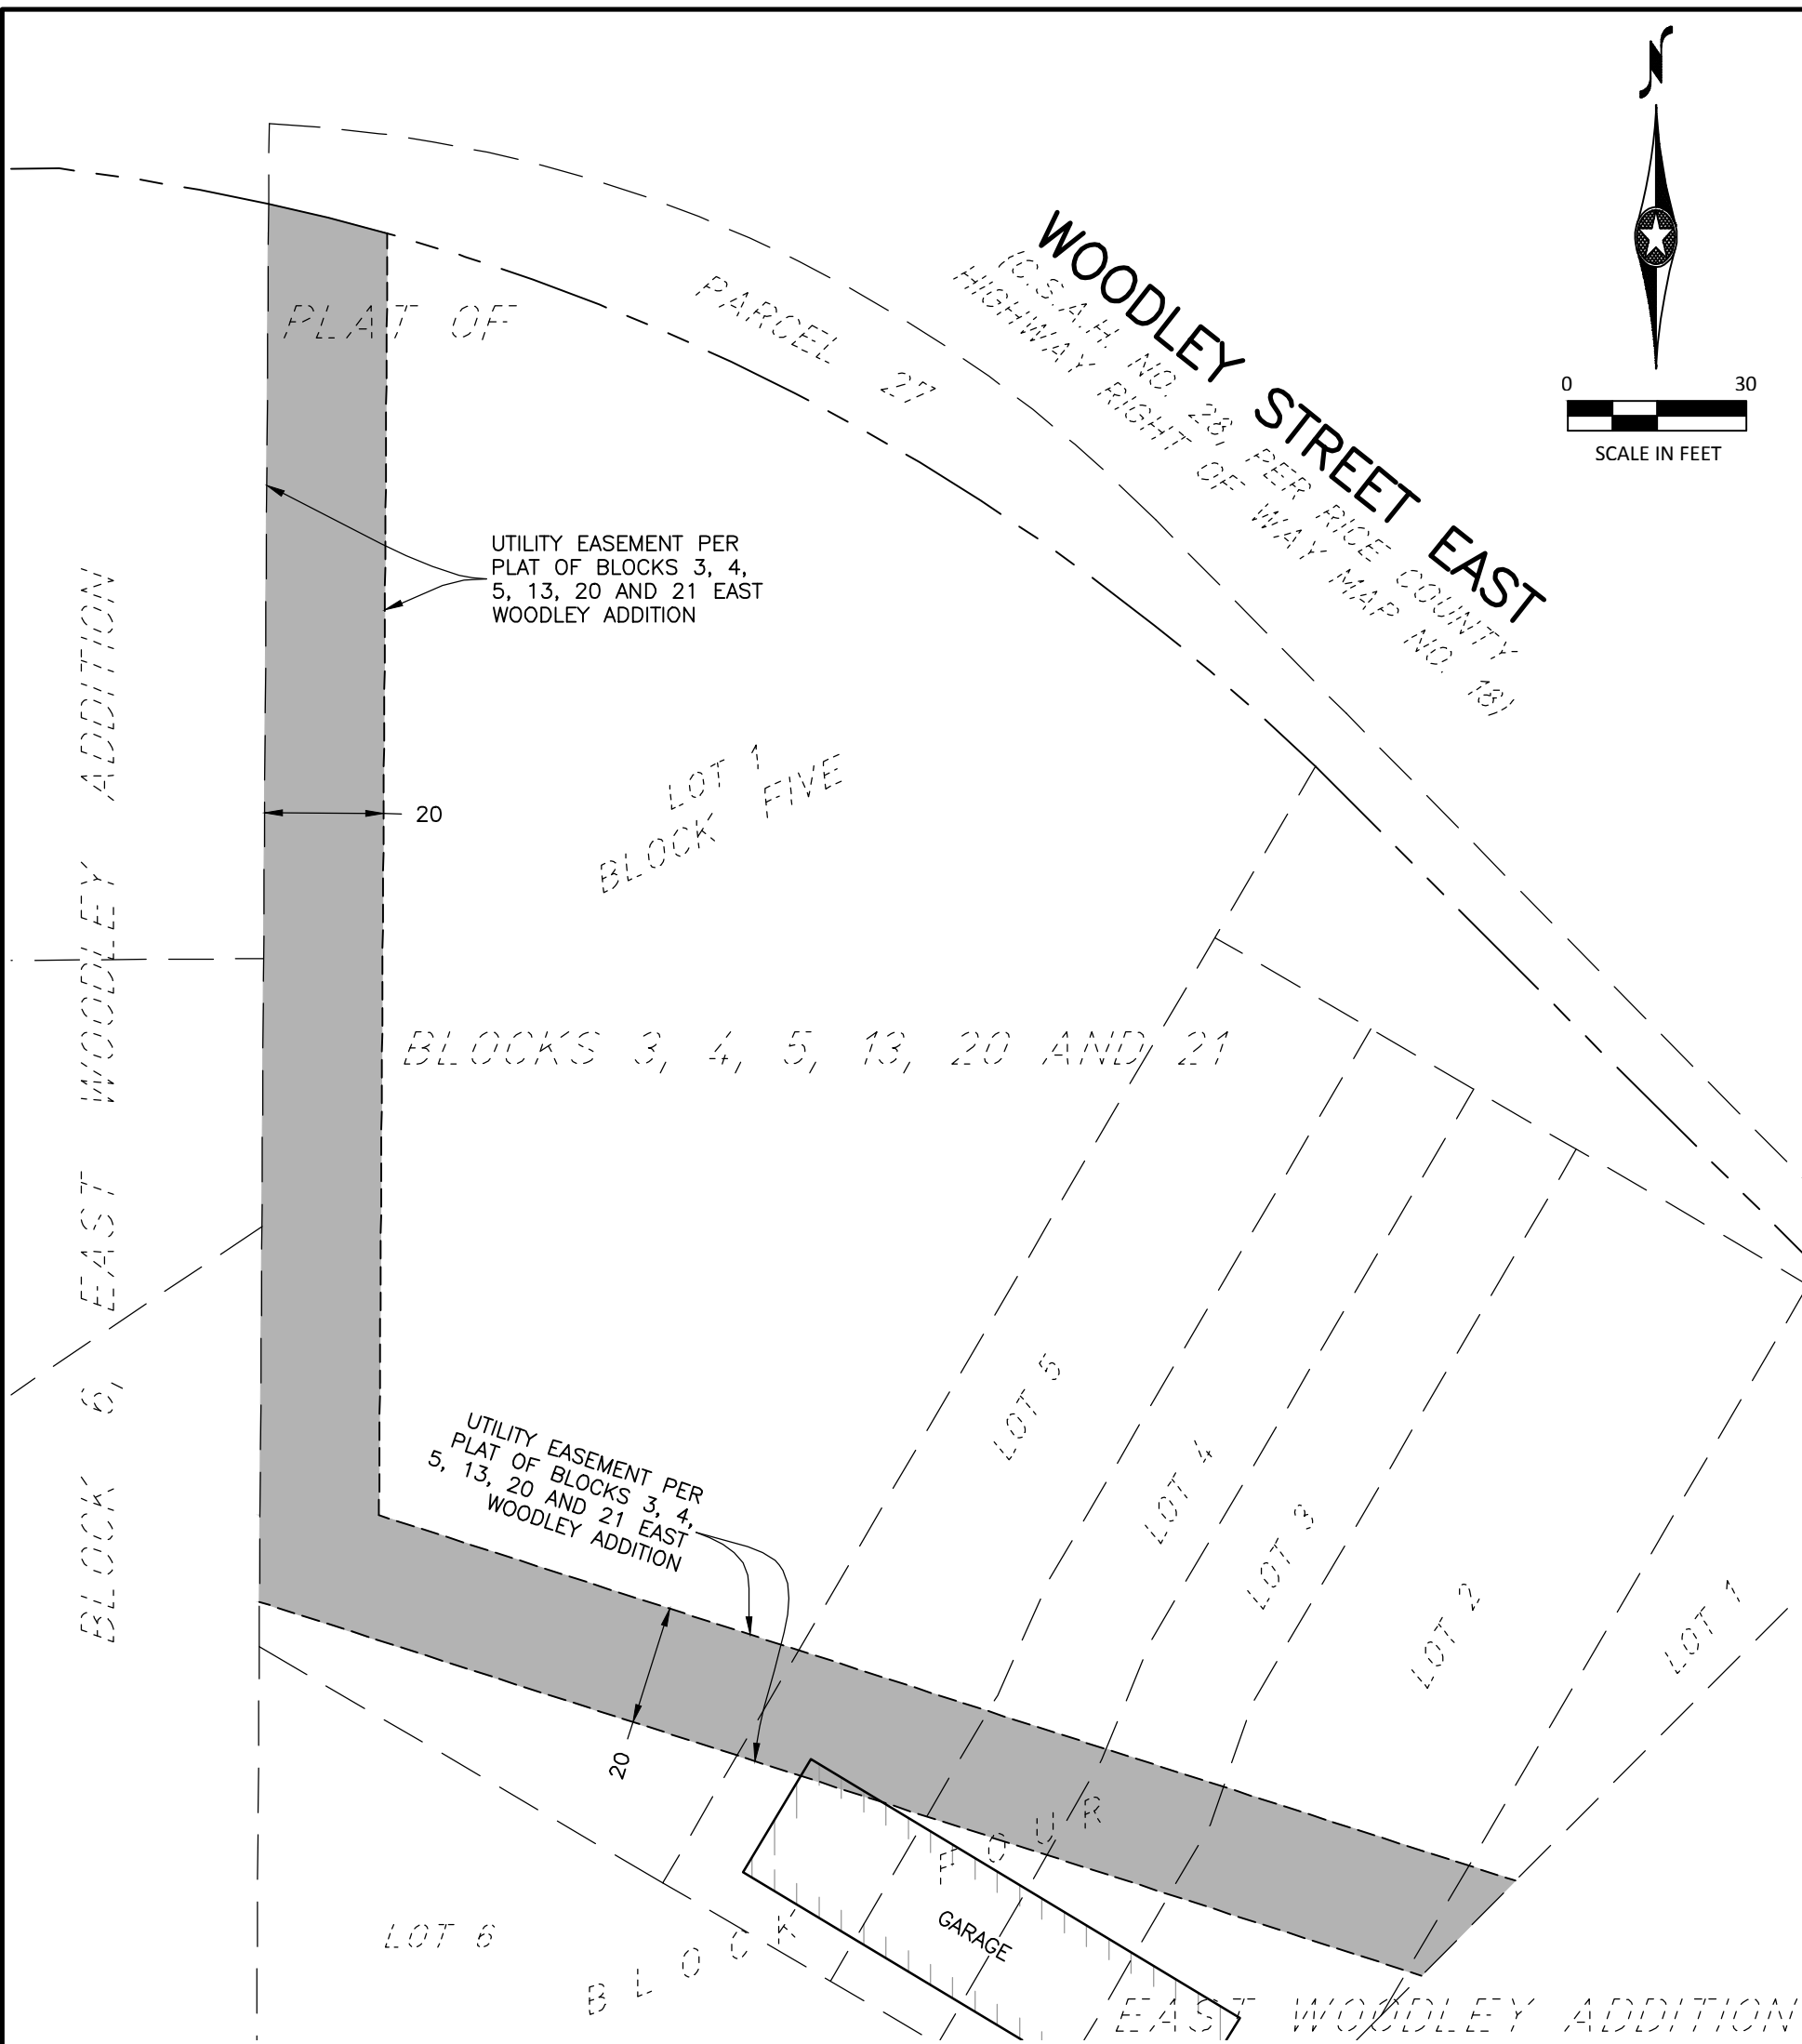 N
0 30
SCALE IN FEET
WOODLEY STREET EAST
(C.S.A.H. NO. 28, PER RICE COUNTY
HIGHWAY RIGHT OF WAY MAP NO. 18)
PARCEL 27
PLAT OF
UTILITY EASEMENT PER
PLAT OF BLOCKS 3, 4,
5, 13, 20 AND 21 EAST
WOODLEY ADDITION
20
LOT 1
BLOCK FIVE
BLOCK 6, EAST WOODLEY ADDITION
BLOCKS 3, 4, 5, 13, 20 AND 21
UTILITY EASEMENT PER
PLAT OF BLOCKS 3, 4,
5, 13, 20 AND 21 EAST
WOODLEY ADDITION
20
LOT 5
LOT 4
LOT 3
LOT 2
LOT 1
LOT 6
BLOCK FOUR
GARAGE
EAST WOODLEY ADDITION